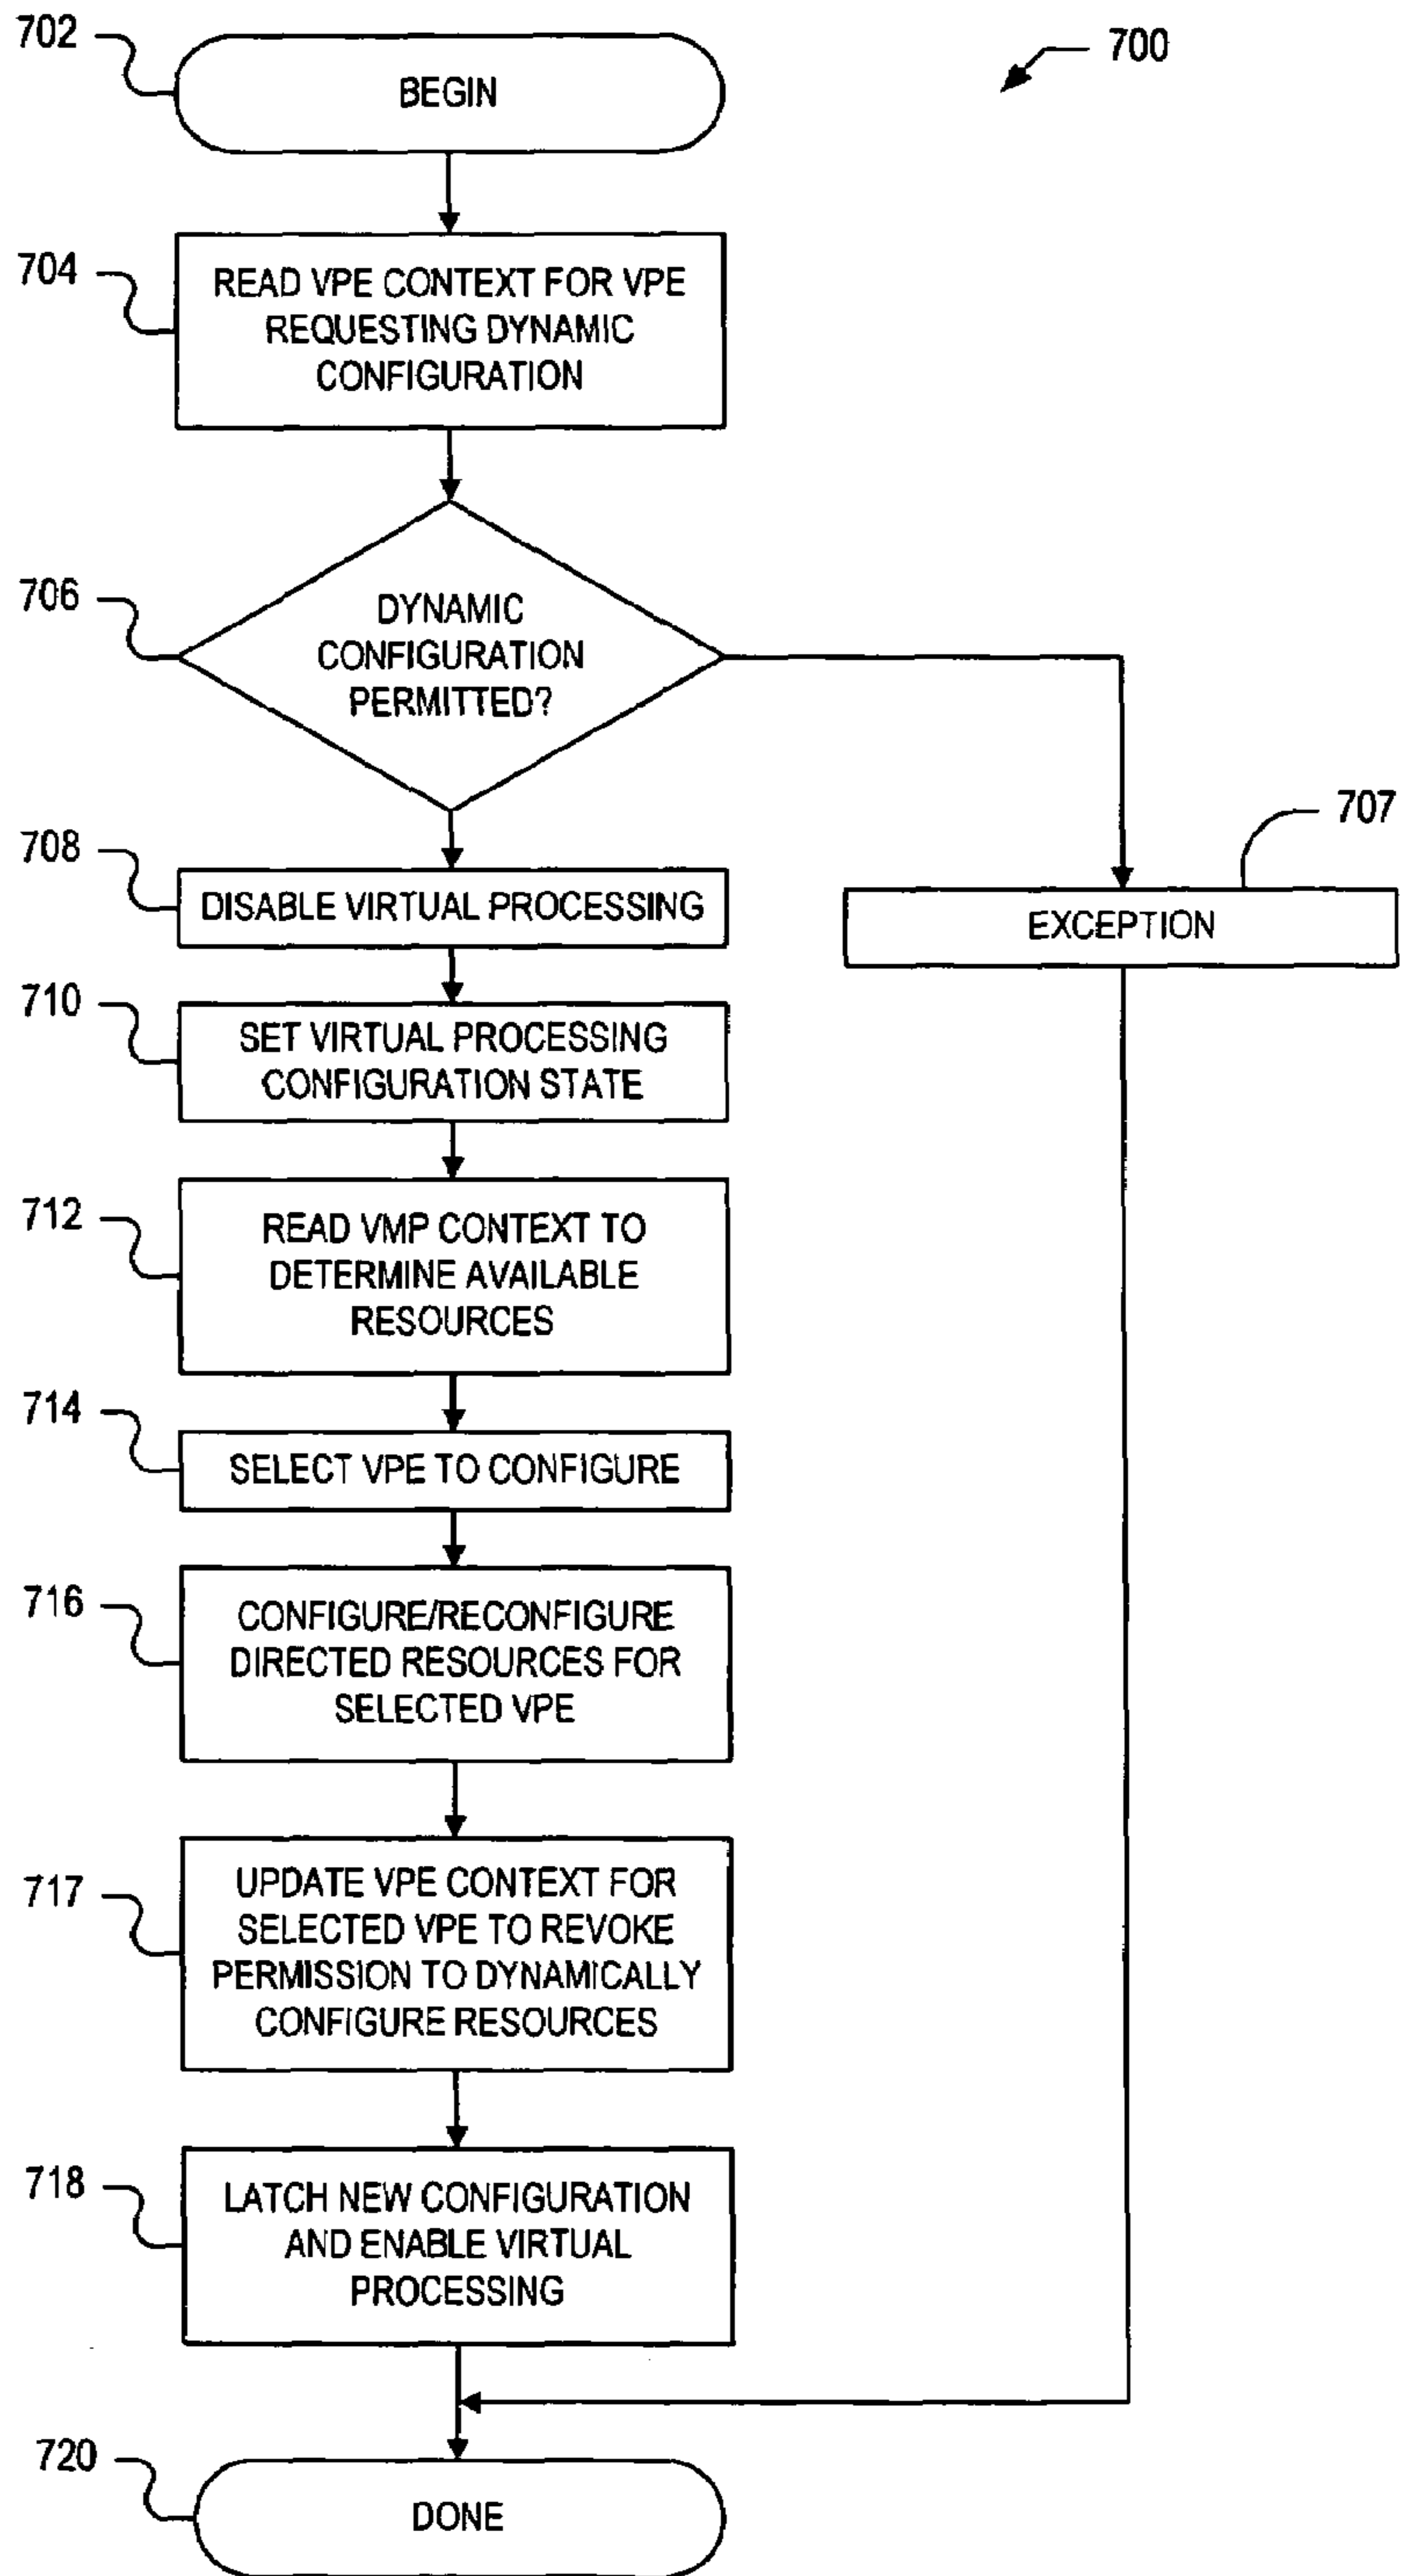 702
BEGIN
700
704
READ VPE CONTEXT FOR VPE
REQUESTING DYNAMIC
CONFIGURATION
706
DYNAMIC
CONFIGURATION
PERMITTED?
707
EXCEPTION
708
DISABLE VIRTUAL PROCESSING
710
SET VIRTUAL PROCESSING
CONFIGURATION STATE
712
READ VMP CONTEXT TO
DETERMINE AVAILABLE
RESOURCES
714
SELECT VPE TO CONFIGURE
716
CONFIGURE/RECONFIGURE
DIRECTED RESOURCES FOR
SELECTED VPE
717
UPDATE VPE CONTEXT FOR
SELECTED VPE TO REVOKE
PERMISSION TO DYNAMICALLY
CONFIGURE RESOURCES
718
LATCH NEW CONFIGURATION
AND ENABLE VIRTUAL
PROCESSING
720
DONE